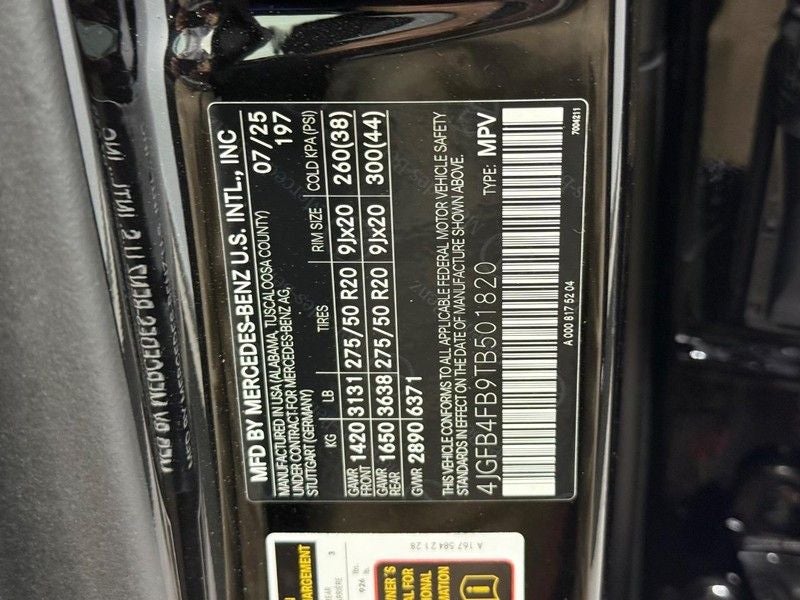 MFD BY MERCEDES-BENZ U.S. INTL., INC
MANUFACTURED IN USA (ALABAMA, TUSCALOOSA COUNTY)
UNDER CONTRACT FOR MERCEDES-BENZ AG,
STUTTGART (GERMANY)
07/25
197
KG LB TIRES RIM SIZE COLD KPA (PSI)
GAWR FRONT 1420 3131 275/50 R20 9Jx20 260(38)
GAWR REAR 1650 3638 275/50 R20 9Jx20 300(44)
GVWR 2890 6371
THIS VEHICLE CONFORMS TO ALL APPLICABLE FEDERAL MOTOR VEHICLE SAFETY
STANDARDS IN EFFECT ON THE DATE OF MANUFACTURE SHOWN ABOVE.
4JGFB4FB9TB501820 TYPE: MPV
A 000 817 52 04
7004211
A 167 584 21 28
926 lb.
3